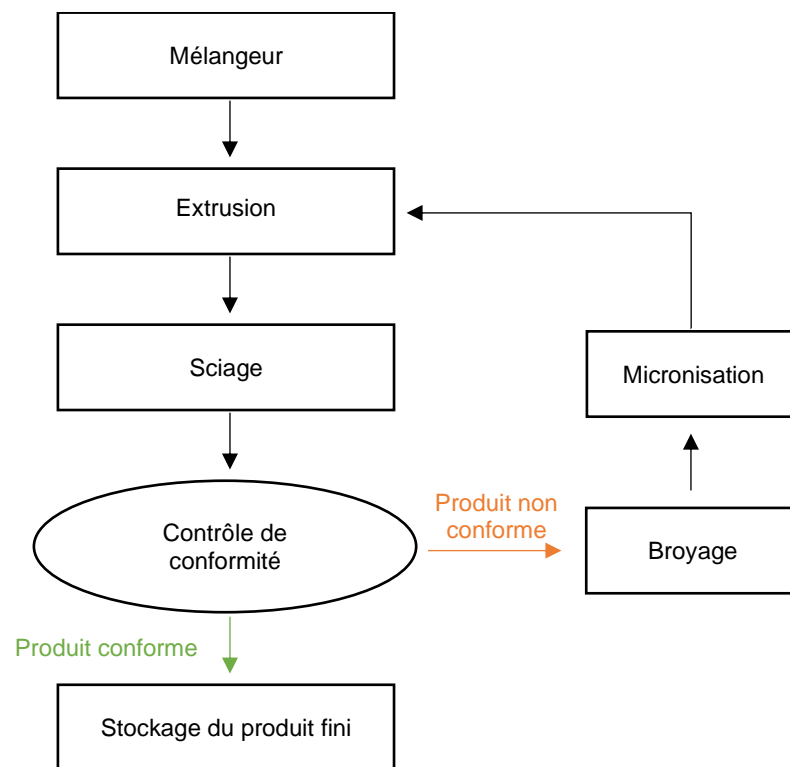 Mélangeur
Extrusion
Sciage
Micronisation
Produit non
conforme
Contrôle de
conformité
Broyage
Produit conforme
Stockage du produit fini